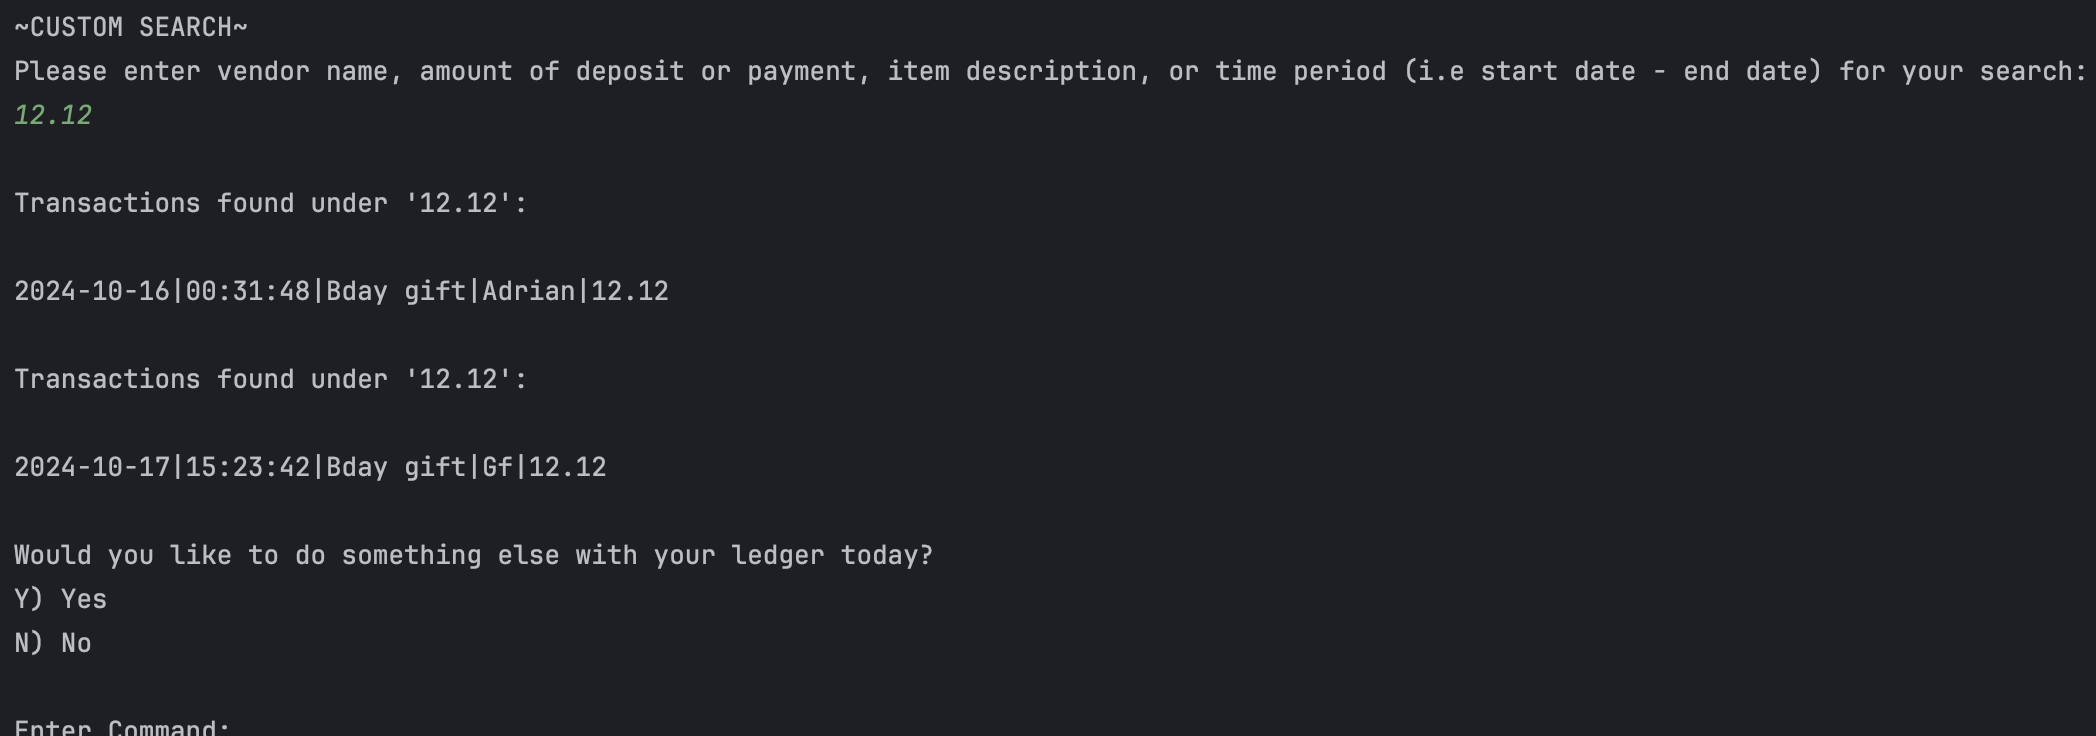 ~CUSTOM SEARCH~
Please enter vendor name, amount of deposit or payment, item description, or time period (i.e start date - end date) for your search:
12.12
Transactions found under '12.12':
2024-10-16|00:31:48|Bday gift|Adrian|12.12
Transactions found under '12.12':
2024-10-17|15:23:42|Bday gift|Gf|12.12
Would you like to do something else with your ledger today?
Y) Yes
N) No
Enter Command: